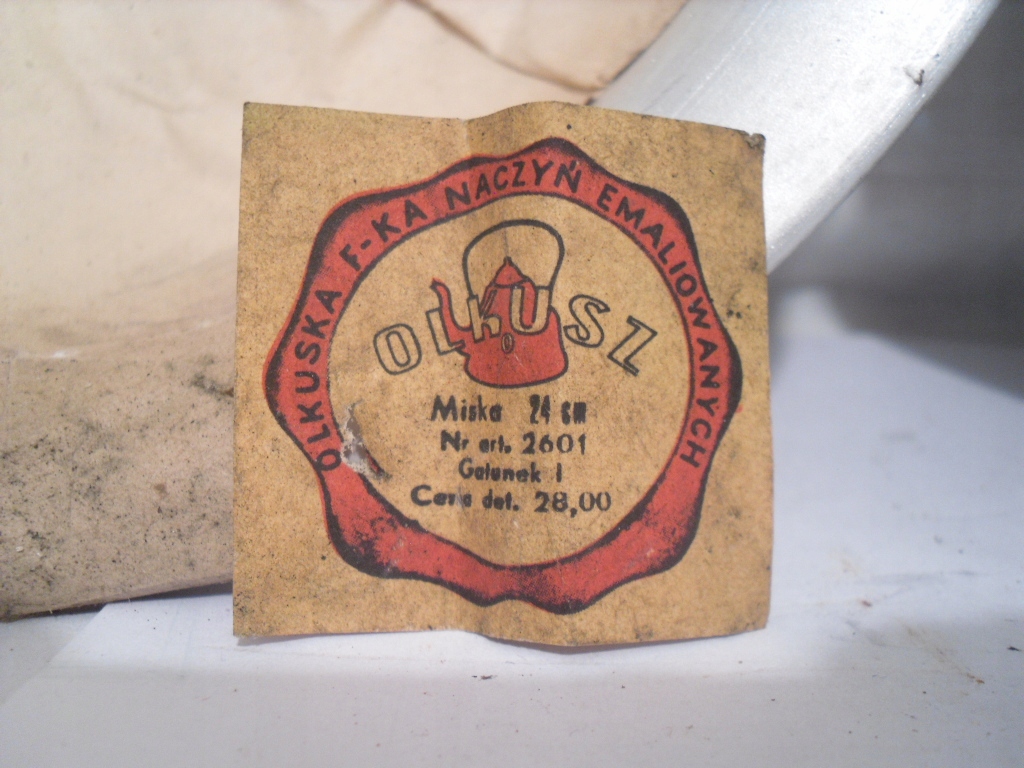 OLKUSKA F-KA NACZYŃ EMALIOWANYCH
OLKUSZ
Miska 24 cm
Nr art. 2601
Gatunek I
Cena det. 28,00